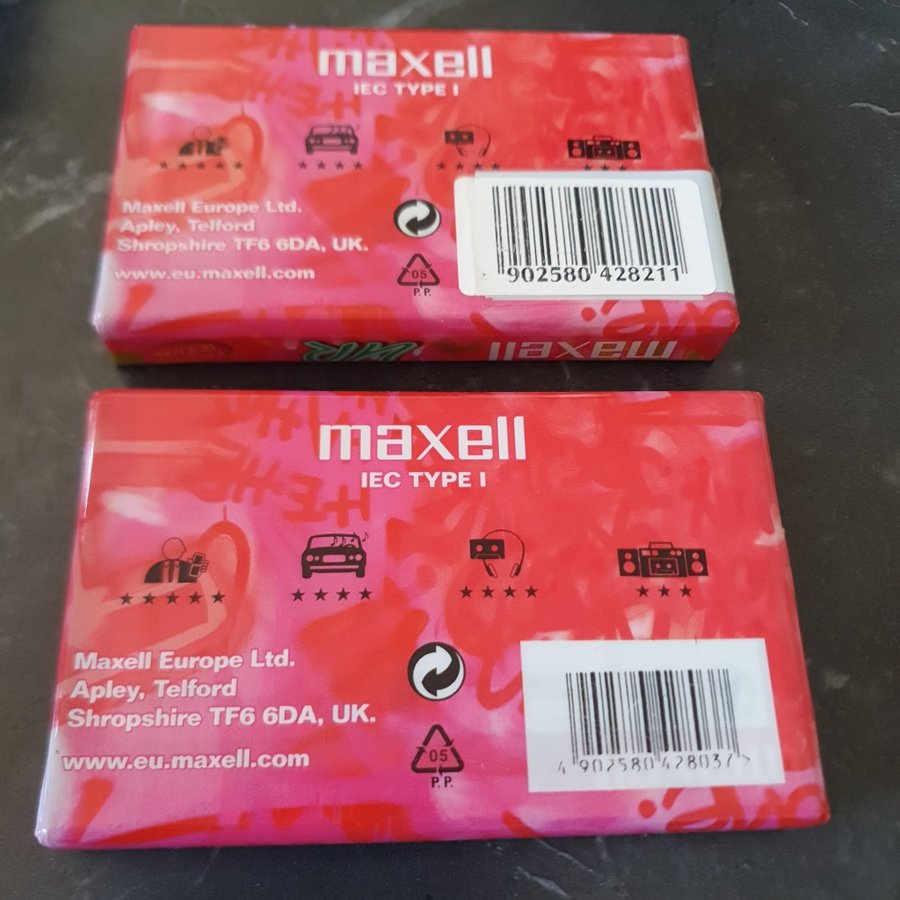 maxell
IEC TYPE I
★★★★★ ★★★★ ★★★★ ★★★
Maxell Europe Ltd.
Apley, Telford
Shropshire TF6 6DA, UK.
www.eu.maxell.com
05
P.P.
902580 428211
UR
maxell
maxell
IEC TYPE I
★★★★★ ★★★★ ★★★★ ★★★
Maxell Europe Ltd.
Apley, Telford
Shropshire TF6 6DA, UK.
www.eu.maxell.com
05
P.P.
4 902580 428037 >